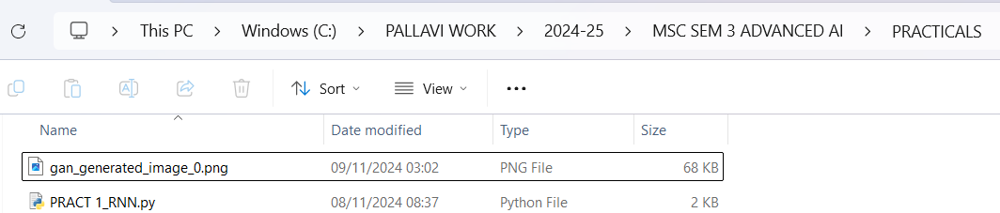 This PC > Windows (C:) > PALLAVI WORK > 2024-25 > MSC SEM 3 ADVANCED AI > PRACTICALS
Sort View
Name Date modified Type Size
gan_generated_image_0.png 09/11/2024 03:02 PNG File 68 KB
PRACT 1_RNN.py 08/11/2024 08:37 Python File 2 KB